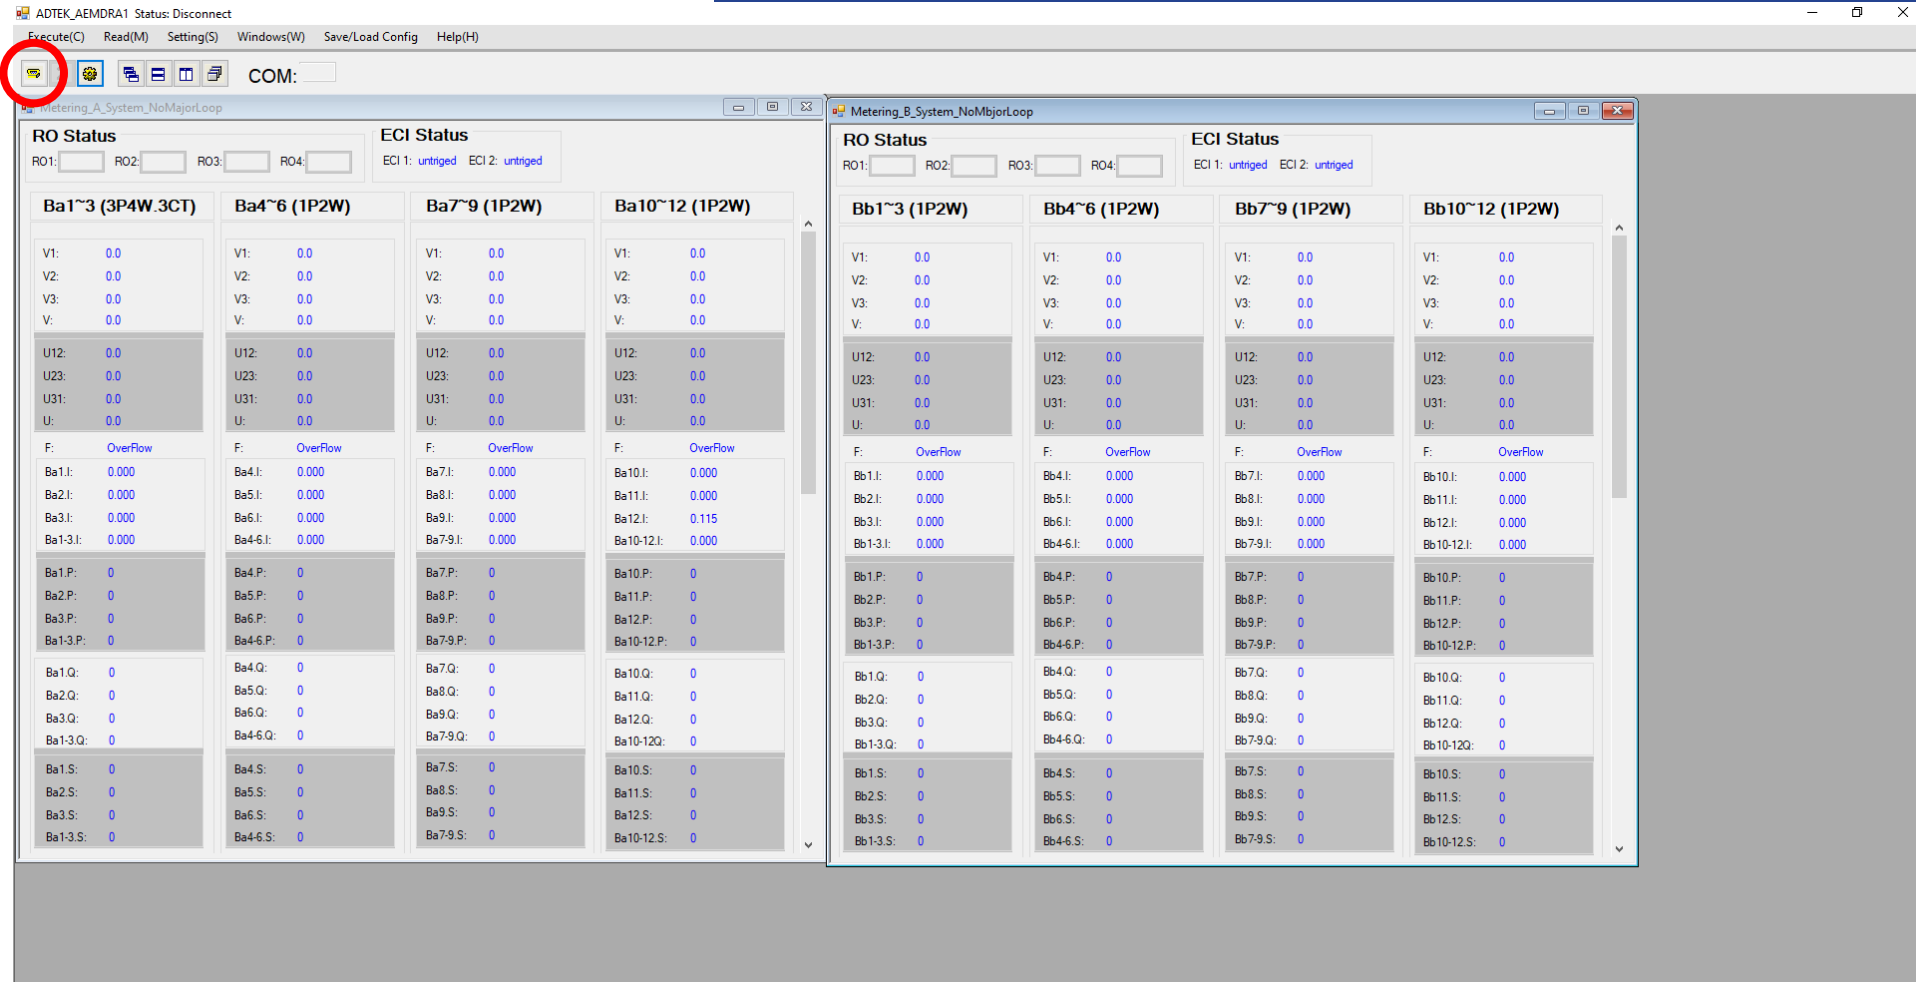 ADTEK_AEMDRA1 Status: Disconnect
Execute(C) Read(M) Setting(S) Windows(W) Save/Load Config Help(H)
COM:
Metering_A_System_NoMajorLoop
RO Status
ECI Status
RO1: RO2: RO3: RO4:
ECI 1: untriged ECI 2: untriged
Ba1~3 (3P4W.3CT) Ba4~6 (1P2W) Ba7~9 (1P2W) Ba10~12 (1P2W)
V1: 0.0 V1: 0.0 V1: 0.0 V1: 0.0
V2: 0.0 V2: 0.0 V2: 0.0 V2: 0.0
V3: 0.0 V3: 0.0 V3: 0.0 V3: 0.0
V: 0.0 V: 0.0 V: 0.0 V: 0.0
U12: 0.0 U12: 0.0 U12: 0.0 U12: 0.0
U23: 0.0 U23: 0.0 U23: 0.0 U23: 0.0
U31: 0.0 U31: 0.0 U31: 0.0 U31: 0.0
U: 0.0 U: 0.0 U: 0.0 U: 0.0
F: OverFlow F: OverFlow F: OverFlow F: OverFlow
Ba1.I: 0.000 Ba4.I: 0.000 Ba7.I: 0.000 Ba10.I: 0.000
Ba2.I: 0.000 Ba5.I: 0.000 Ba8.I: 0.000 Ba11.I: 0.000
Ba3.I: 0.000 Ba6.I: 0.000 Ba9.I: 0.000 Ba12.I: 0.115
Ba1-3.I: 0.000 Ba4-6.I: 0.000 Ba7-9.I: 0.000 Ba10-12.I: 0.000
Ba1.P: 0 Ba4.P: 0 Ba7.P: 0 Ba10.P: 0
Ba2.P: 0 Ba5.P: 0 Ba8.P: 0 Ba11.P: 0
Ba3.P: 0 Ba6.P: 0 Ba9.P: 0 Ba12.P: 0
Ba1-3.P: 0 Ba4-6.P: 0 Ba7-9.P: 0 Ba10-12.P: 0
Ba1.Q: 0 Ba4.Q: 0 Ba7.Q: 0 Ba10.Q: 0
Ba2.Q: 0 Ba5.Q: 0 Ba8.Q: 0 Ba11.Q: 0
Ba3.Q: 0 Ba6.Q: 0 Ba9.Q: 0 Ba12.Q: 0
Ba1-3.Q: 0 Ba4-6.Q: 0 Ba7-9.Q: 0 Ba10-12Q: 0
Ba1.S: 0 Ba4.S: 0 Ba7.S: 0 Ba10.S: 0
Ba2.S: 0 Ba5.S: 0 Ba8.S: 0 Ba11.S: 0
Ba3.S: 0 Ba6.S: 0 Ba9.S: 0 Ba12.S: 0
Ba1-3.S: 0 Ba4-6.S: 0 Ba7-9.S: 0 Ba10-12.S: 0
Metering_B_System_NoMbjorLoop
RO Status
ECI Status
RO1: RO2: RO3: RO4:
ECI 1: untriged ECI 2: untriged
Bb1~3 (1P2W) Bb4~6 (1P2W) Bb7~9 (1P2W) Bb10~12 (1P2W)
V1: 0.0 V1: 0.0 V1: 0.0 V1: 0.0
V2: 0.0 V2: 0.0 V2: 0.0 V2: 0.0
V3: 0.0 V3: 0.0 V3: 0.0 V3: 0.0
V: 0.0 V: 0.0 V: 0.0 V: 0.0
U12: 0.0 U12: 0.0 U12: 0.0 U12: 0.0
U23: 0.0 U23: 0.0 U23: 0.0 U23: 0.0
U31: 0.0 U31: 0.0 U31: 0.0 U31: 0.0
U: 0.0 U: 0.0 U: 0.0 U: 0.0
F: OverFlow F: OverFlow F: OverFlow F: OverFlow
Bb1.I: 0.000 Bb4.I: 0.000 Bb7.I: 0.000 Bb10.I: 0.000
Bb2.I: 0.000 Bb5.I: 0.000 Bb8.I: 0.000 Bb11.I: 0.000
Bb3.I: 0.000 Bb6.I: 0.000 Bb9.I: 0.000 Bb12.I: 0.000
Bb1-3.I: 0.000 Bb4-6.I: 0.000 Bb7-9.I: 0.000 Bb10-12.I: 0.000
Bb1.P: 0 Bb4.P: 0 Bb7.P: 0 Bb10.P: 0
Bb2.P: 0 Bb5.P: 0 Bb8.P: 0 Bb11.P: 0
Bb3.P: 0 Bb6.P: 0 Bb9.P: 0 Bb12.P: 0
Bb1-3.P: 0 Bb4-6.P: 0 Bb7-9.P: 0 Bb10-12.P: 0
Bb1.Q: 0 Bb4.Q: 0 Bb7.Q: 0 Bb10.Q: 0
Bb2.Q: 0 Bb5.Q: 0 Bb8.Q: 0 Bb11.Q: 0
Bb3.Q: 0 Bb6.Q: 0 Bb9.Q: 0 Bb12.Q: 0
Bb1-3.Q: 0 Bb4-6.Q: 0 Bb7-9.Q: 0 Bb10-12Q: 0
Bb1.S: 0 Bb4.S: 0 Bb7.S: 0 Bb10.S: 0
Bb2.S: 0 Bb5.S: 0 Bb8.S: 0 Bb11.S: 0
Bb3.S: 0 Bb6.S: 0 Bb9.S: 0 Bb12.S: 0
Bb1-3.S: 0 Bb4-6.S: 0 Bb7-9.S: 0 Bb10-12.S: 0